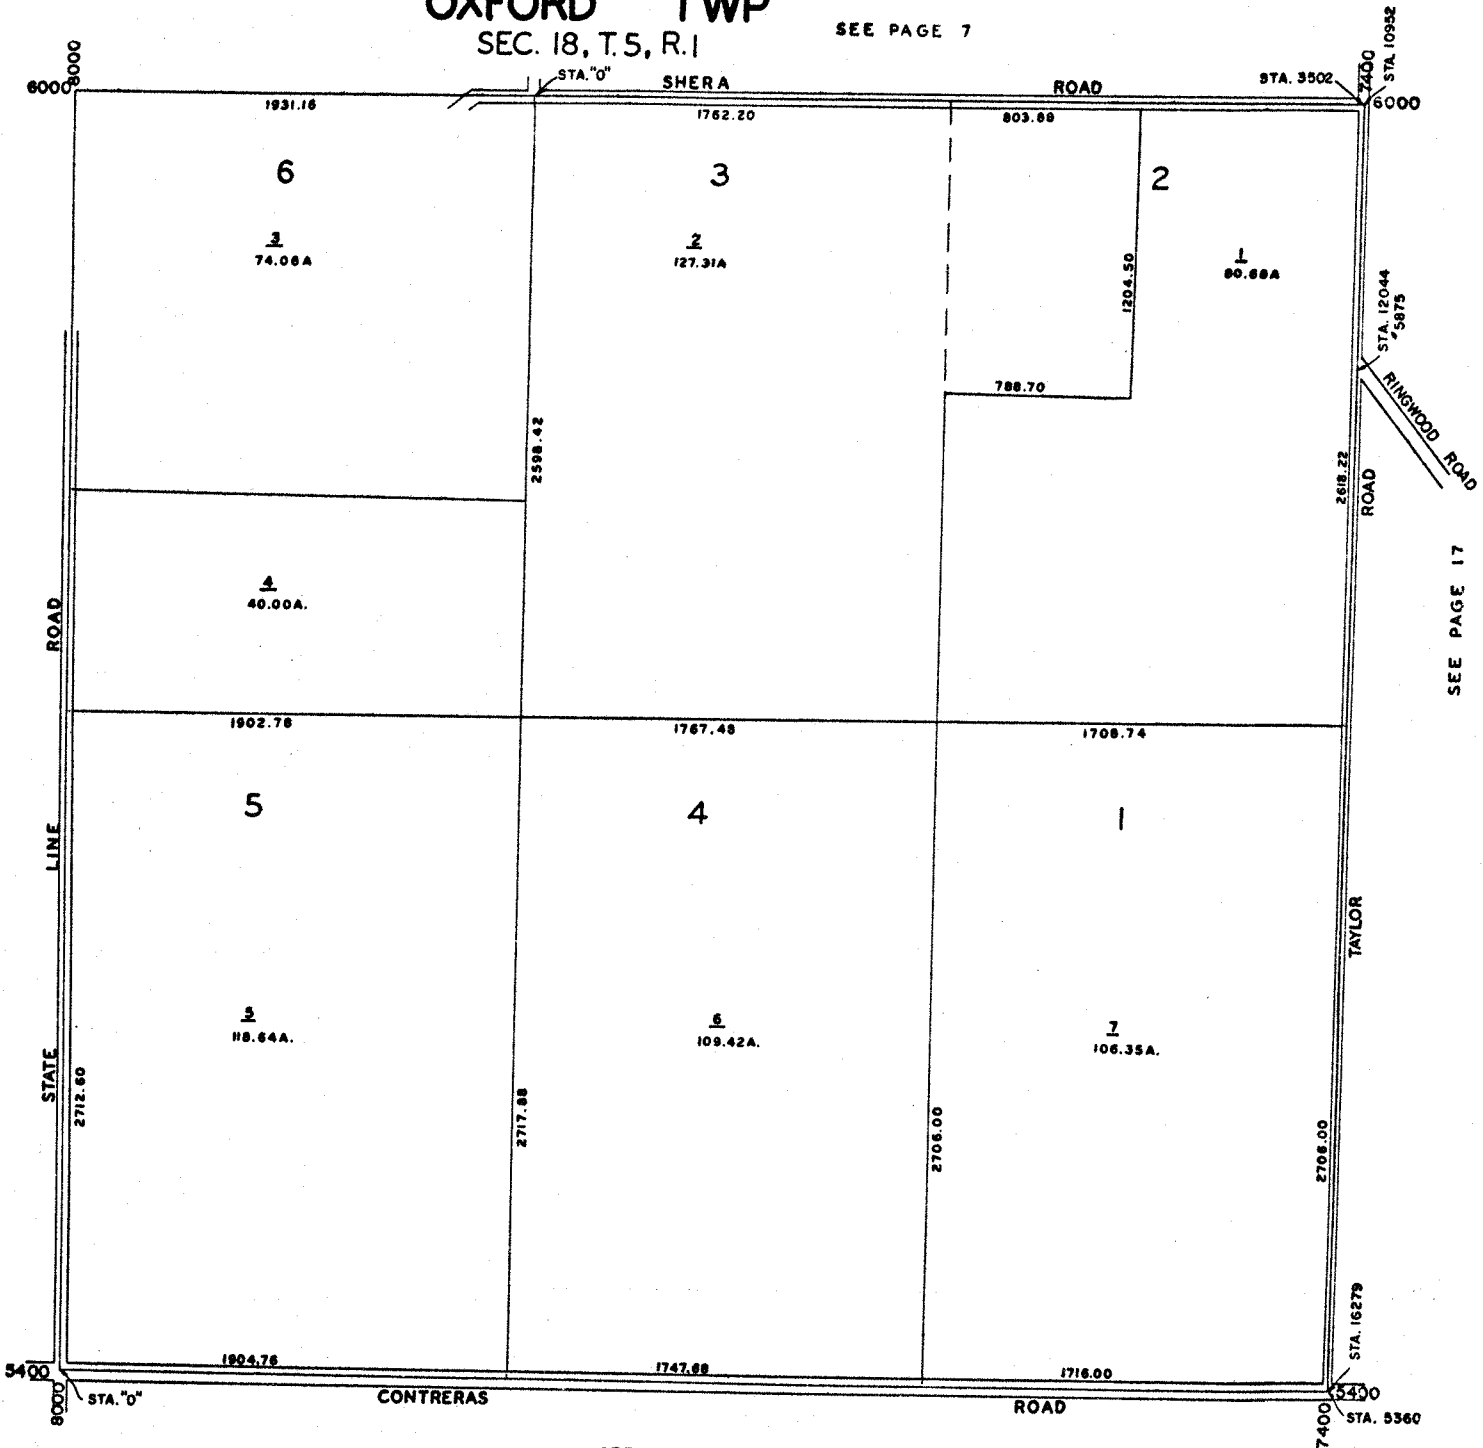 OXFORD TWP
SEC. 18, T. 5, R. 1
SEE PAGE 7
8000
6000
STA. "0"
SHERA ROAD
STA. 3502
7400
STA. 10952
6000
1931.16
1762.20
803.69
6
3
2
3
74.06A
2
127.31A
1
80.68A
1204.50
STA. 12044
#5875
RINGWOOD ROAD
788.70
2598.42
2618.22
4
40.00A.
SEE PAGE 17
1902.76
1767.48
1708.74
5
4
1
STATE LINE ROAD
TAYLOR ROAD
5
118.64A.
6
109.42A.
7
106.35A.
2712.60
2717.88
2706.00
2706.00
STA. 16279
1904.76
1747.68
1716.00
5400
8000
STA. "0"
CONTRERAS ROAD
5400
7400
STA. 5360